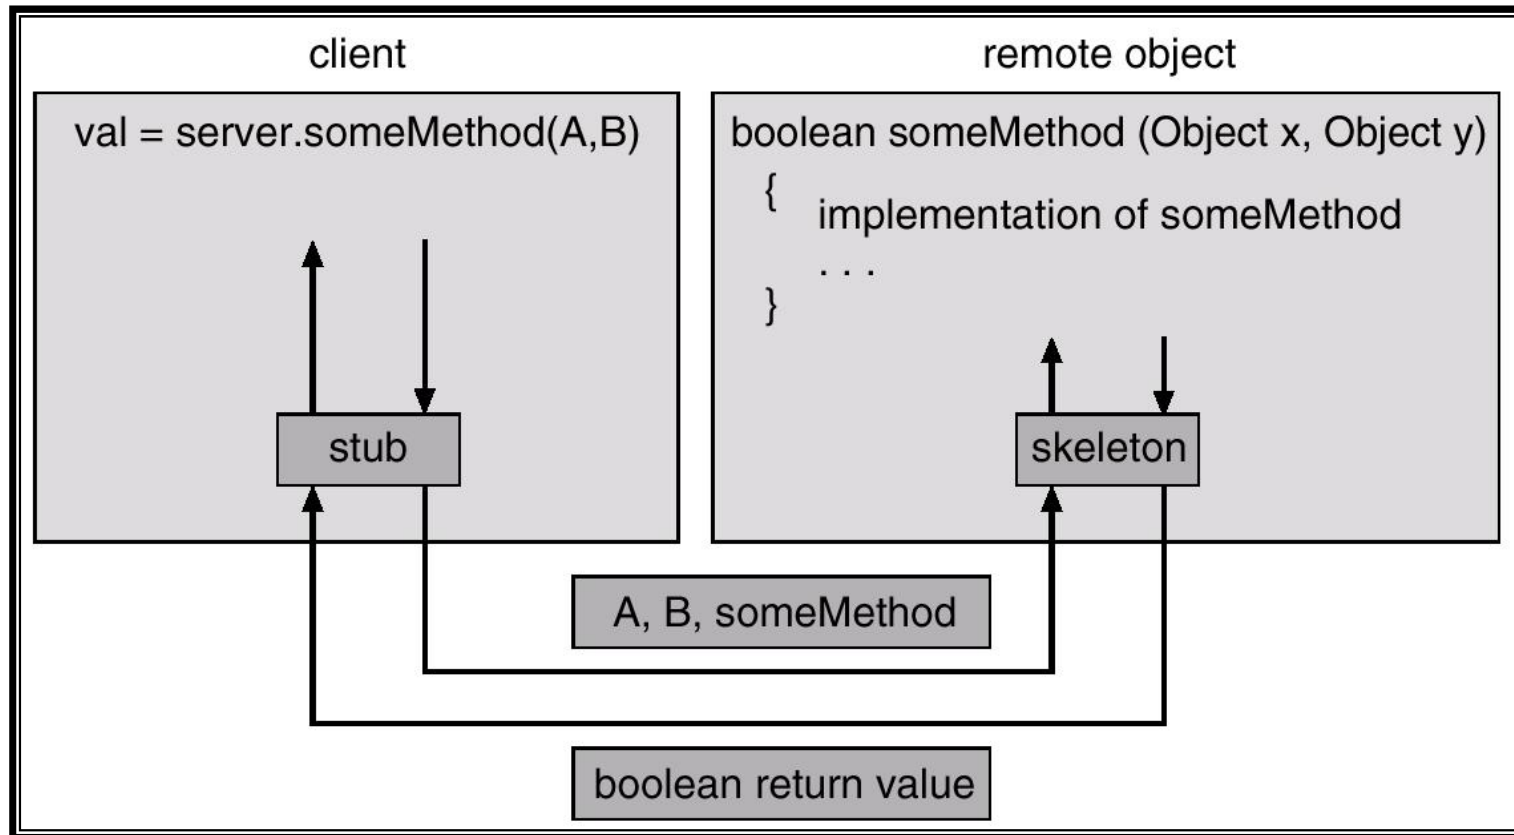 client
val = server.someMethod(A,B)
stub
remote object
boolean someMethod (Object x, Object y)
{
implementation of someMethod
. . .
}
skeleton
A, B, someMethod
boolean return value